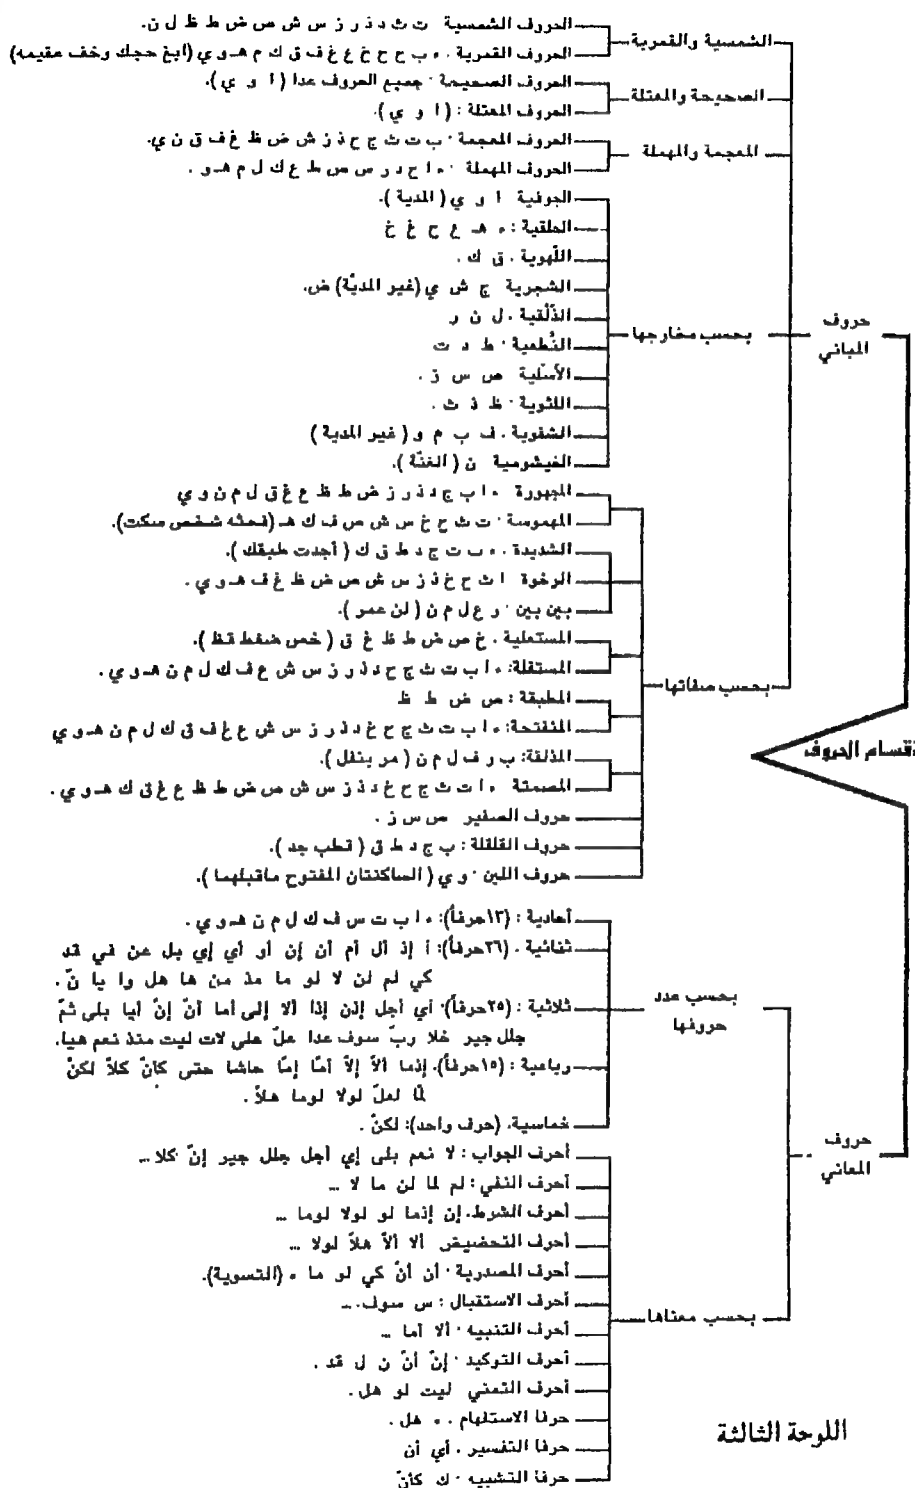 أقسام الحروف
حروف المباني
الشمسية والقمرية
الحروف الشمسية ت ث د ذ ر ز س ش ص ض ط ظ ل ن.
الحروف القمرية . ء ب ج ح خ ع غ ف ق ك م هـ و ي (ابغ حجك وخف عقيمه)
الصحيحة والمعتلة
الحروف الصحيحة · جميع الحروف عدا ( ا و ي ).
الحروف المعتلة : ( ا و ي ).
المعجمة والمهملة
الحروف المعجمة · ب ت ث ج خ ذ ز ش ض ظ غ ف ق ن ي.
الحروف المهملة · ء ا ح د ر س ص ط ع ك ل م هـ و .
بحسب مخارجها
الجوفية ا و ي ( المدية ).
الحلقية : ء هـ ع ح غ خ
اللّهوية . ق ك .
الشجرية ج ش ي (غير المديّة) ض.
الذّلْقية . ل ن ر
النُّطعية · ط د ت
الأسَلية ص س ز .
اللثوية · ظ ذ ث .
الشفوية . ف ب م و ( غير المدية )
الخيشومية ن ( الغنّة ).
بحسب صفاتها
المجهورة ء ا ب ج د ذ ر ز ض ط ظ ع غ ق ل م ن و ي
المهموسة · ت ث ح خ س ش ص ف ك هـ (فحثه شخص سكت).
الشديدة . ء ب ت ج د ط ق ك ( أجدت طبقك ).
الرخوة ا ث ح خ ذ ز س ش ص ض ظ غ ف هـ و ي .
بين بين · ر ع ل م ن ( لن عمر ).
المستعلية . خ ص ض ط ظ غ ق ( خص ضغط قظ ).
المستفلة: ء ا ب ت ث ج ح د ذ ر ز س ش ع ف ك ل م ن هـ و ي .
المطبقة : ص ض ط ظ
المنفتحة: ء ا ب ت ث ج ح خ د ذ ر ز س ش ع غ ف ق ك ل م ن هـ و ي
المذلقة: ب ر ف ل م ن ( مر بنفل ).
المصمتة ء ا ت ث ج ح خ د ذ ز س ش ص ض ط ظ ع غ ق ك هـ و ي .
حروف الصفير ص س ز .
حروف القلقلة : ب ج د ط ق ( قطب جد ).
حروف اللين · و ي ( الساكنتان المفتوح ماقبلهما ).
حروف المعاني
بحسب عدد حروفها
أحادية : (١٣حرفاً): ء ا ب ت س ف ك ل م ن هـ و ي .
ثنائية . (٢٦حرفاً): آ إذ أل أم أن إن أو أي إي بل عن في قد
كي لم لن لا لو ما مذ من ها هل وا يا نّ .
ثلاثية : (٢٥حرفاً)· أي أجل إذن إذا ألا إلى أما أنّ إنّ أيا بلى ثمّ
جلل جير خلا ربّ سوف عدا علّ على لات ليت منذ نعم هيا.
رباعية : (١٥حرفاً). إذما ألاّ إلاّ أمّا إمّا حاشا حتى كأنّ كلاّ لكنْ
لمّا لعلّ لولا لوما هلاّ .
خماسية. (حرف واحد): لكنّ .
بحسب معناها
أحرف الجواب : لا نعم بلى إي أجل جلل جير إنّ كلا ...
أحرف النفي : لم لمّا لن ما لا ...
أحرف الشرط. إن إذما لو لولا لوما ...
أحرف التحضيض ألا ألاّ هلاّ لولا ...
أحرف المصدرية · أن أنّ كي لو ما ء (التسوية).
أحرف الاستقبال : س سوف. ...
أحرف التنبيه · ألا أما ...
أحرف التوكيد · إنّ أنّ ن ل قد .
أحرف التمني ليت لو هل .
حرفا الاستفهام . ء هل .
حرفا التفسير . أي أن
حرفا التشبيه · ك كأنّ
اللوحة الثالثة